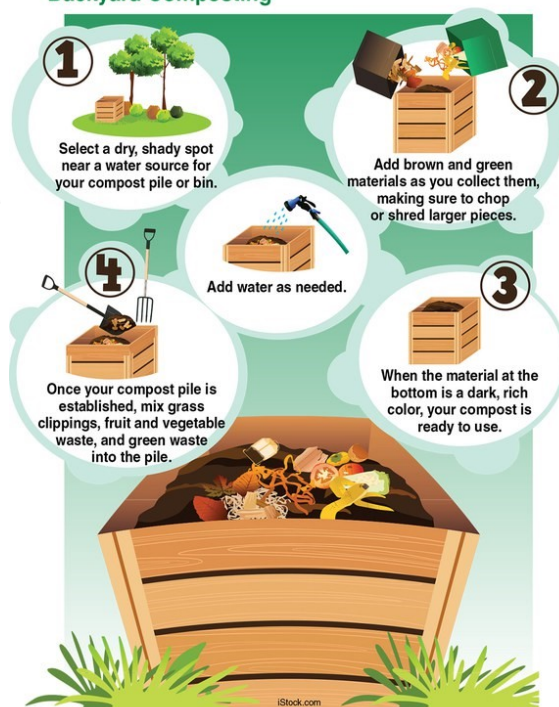 Backyard Composting
1
Select a dry, shady spot
near a water source for
your compost pile or bin.
2
Add brown and green
materials as you collect them,
making sure to chop
or shred larger pieces.
Add water as needed.
4
Once your compost pile is
established, mix grass
clippings, fruit and vegetable
waste, and green waste
into the pile.
3
When the material at the
bottom is a dark, rich
color, your compost is
ready to use.
iStock.com